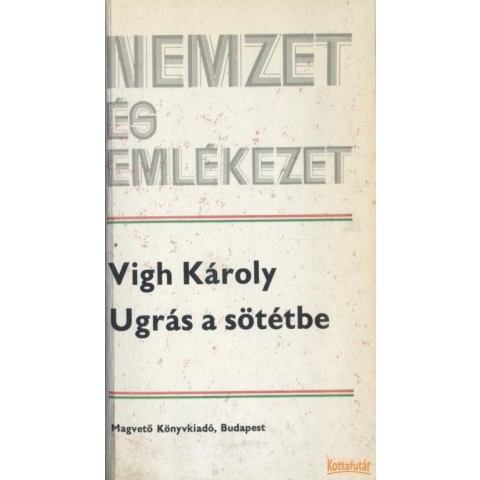 NEMZET
ÉS
EMLÉKEZET
Vigh Károly
Ugrás a sötétbe
Magvető Könyvkiadó, Budapest
Kottafutár